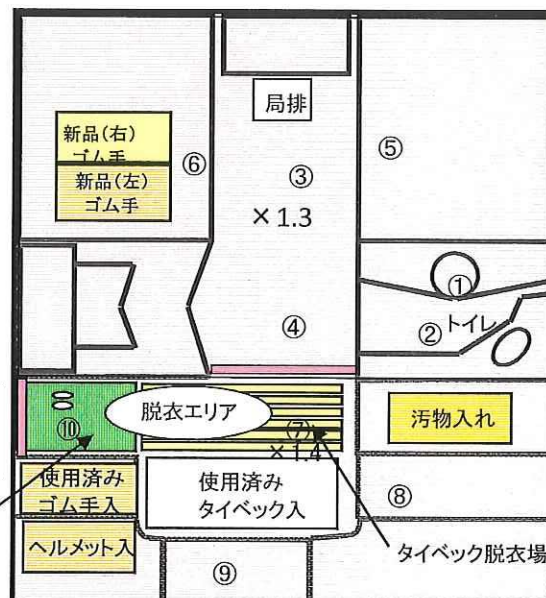 局排
新品(右)
ゴム手
新品(左)
ゴム手
⑥
③
⑤
×1.3
①
④
②
トイレ
脱衣エリア
⑦
×1.4
⑩
汚物入れ
使用済み
ゴム手入
使用済み
タイベック入
⑧
ヘルメット入
タイベック脱衣場
⑨